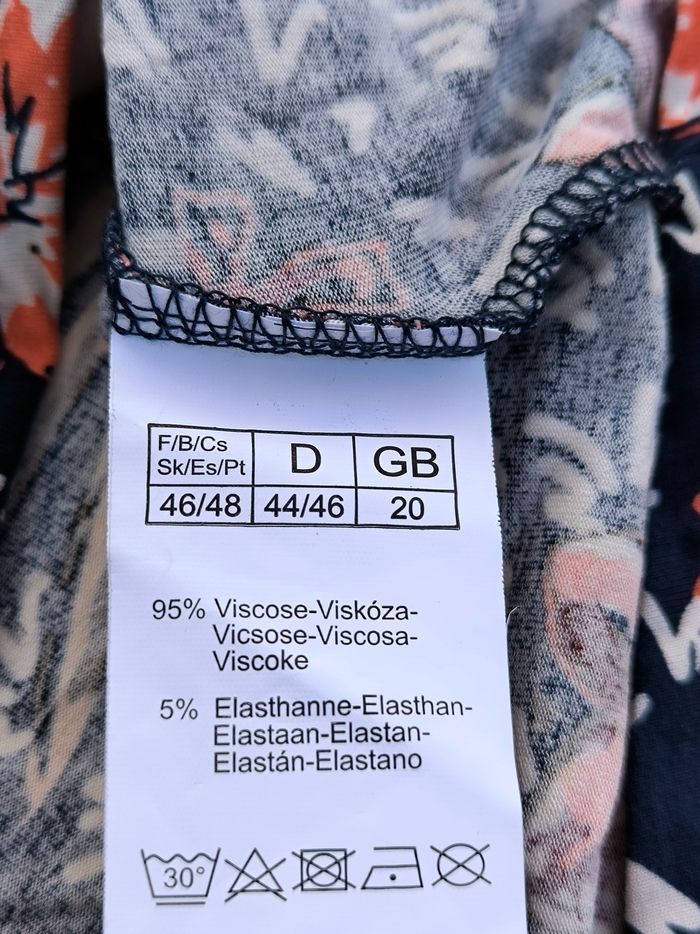 F/B/Cs
Sk/Es/Pt
D
GB
46/48
44/46
20
95% Viscose-Viskóza-
Vicsose-Viscosa-
Viscoke
5% Elasthanne-Elasthan-
Elastaan-Elastan-
Elastán-Elastano
30°